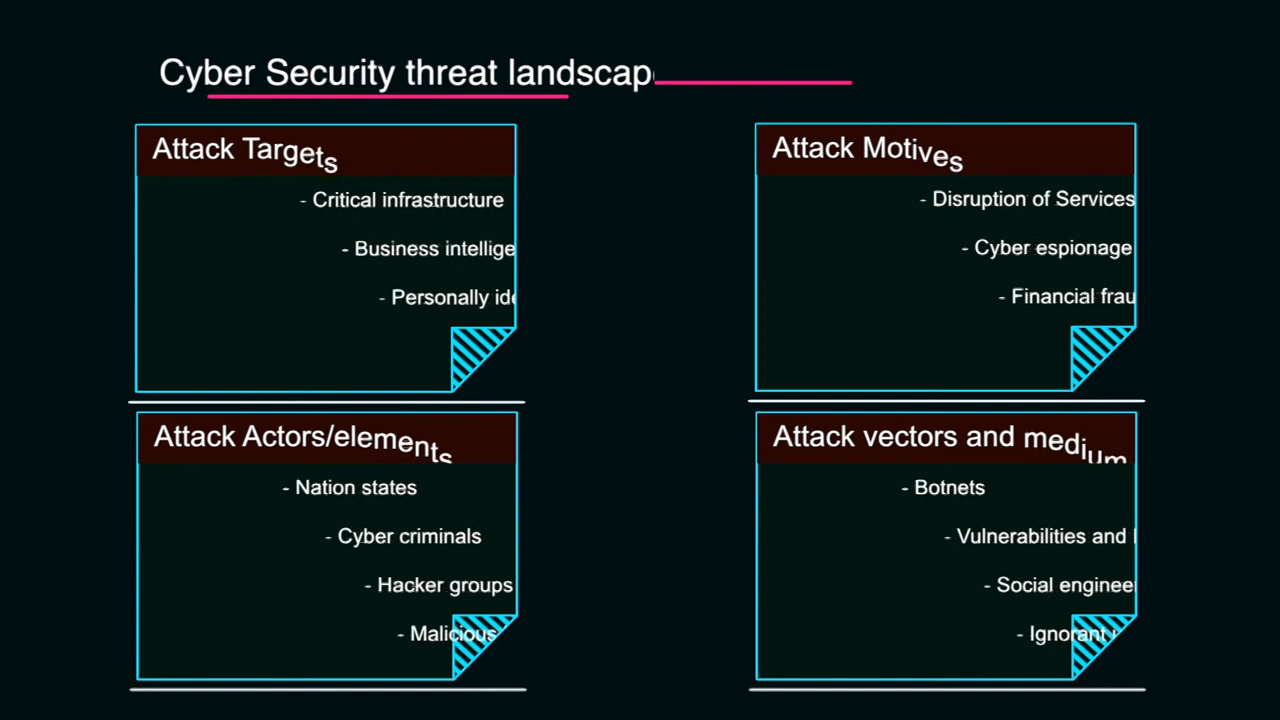 Cyber Security threat landscap
Attack Targets
- Critical infrastructure
- Business intellige
- Personally ide
Attack Motives
- Disruption of Services
- Cyber espionage
- Financial frau
Attack Actors/elements
- Nation states
- Cyber criminals
- Hacker groups
- Malicious
Attack vectors and medium
- Botnets
- Vulnerabilities and
- Social enginee
- Ignorant